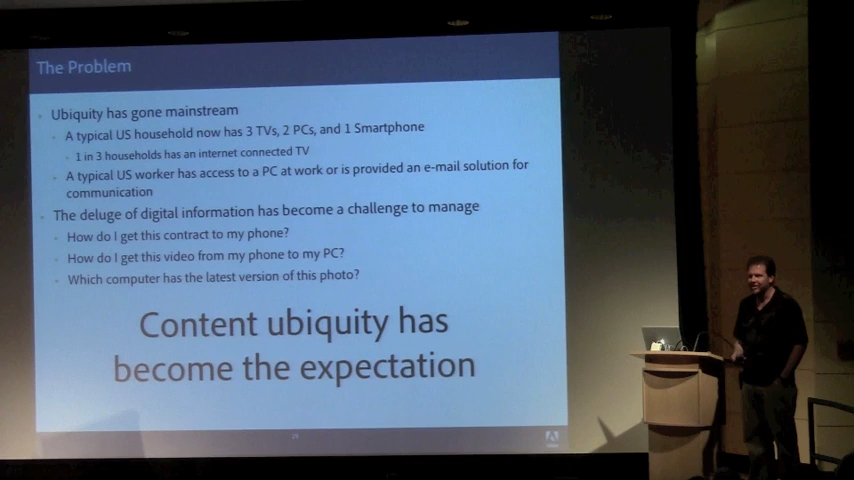 The Problem
Ubiquity has gone mainstream
A typical US household now has 3 TVs, 2 PCs, and 1 Smartphone
1 in 3 households has an internet connected TV
A typical US worker has access to a PC at work or is provided an e-mail solution for
communication
The deluge of digital information has become a challenge to manage
How do I get this contract to my phone?
How do I get this video from my phone to my PC?
Which computer has the latest version of this photo?
Content ubiquity has
become the expectation